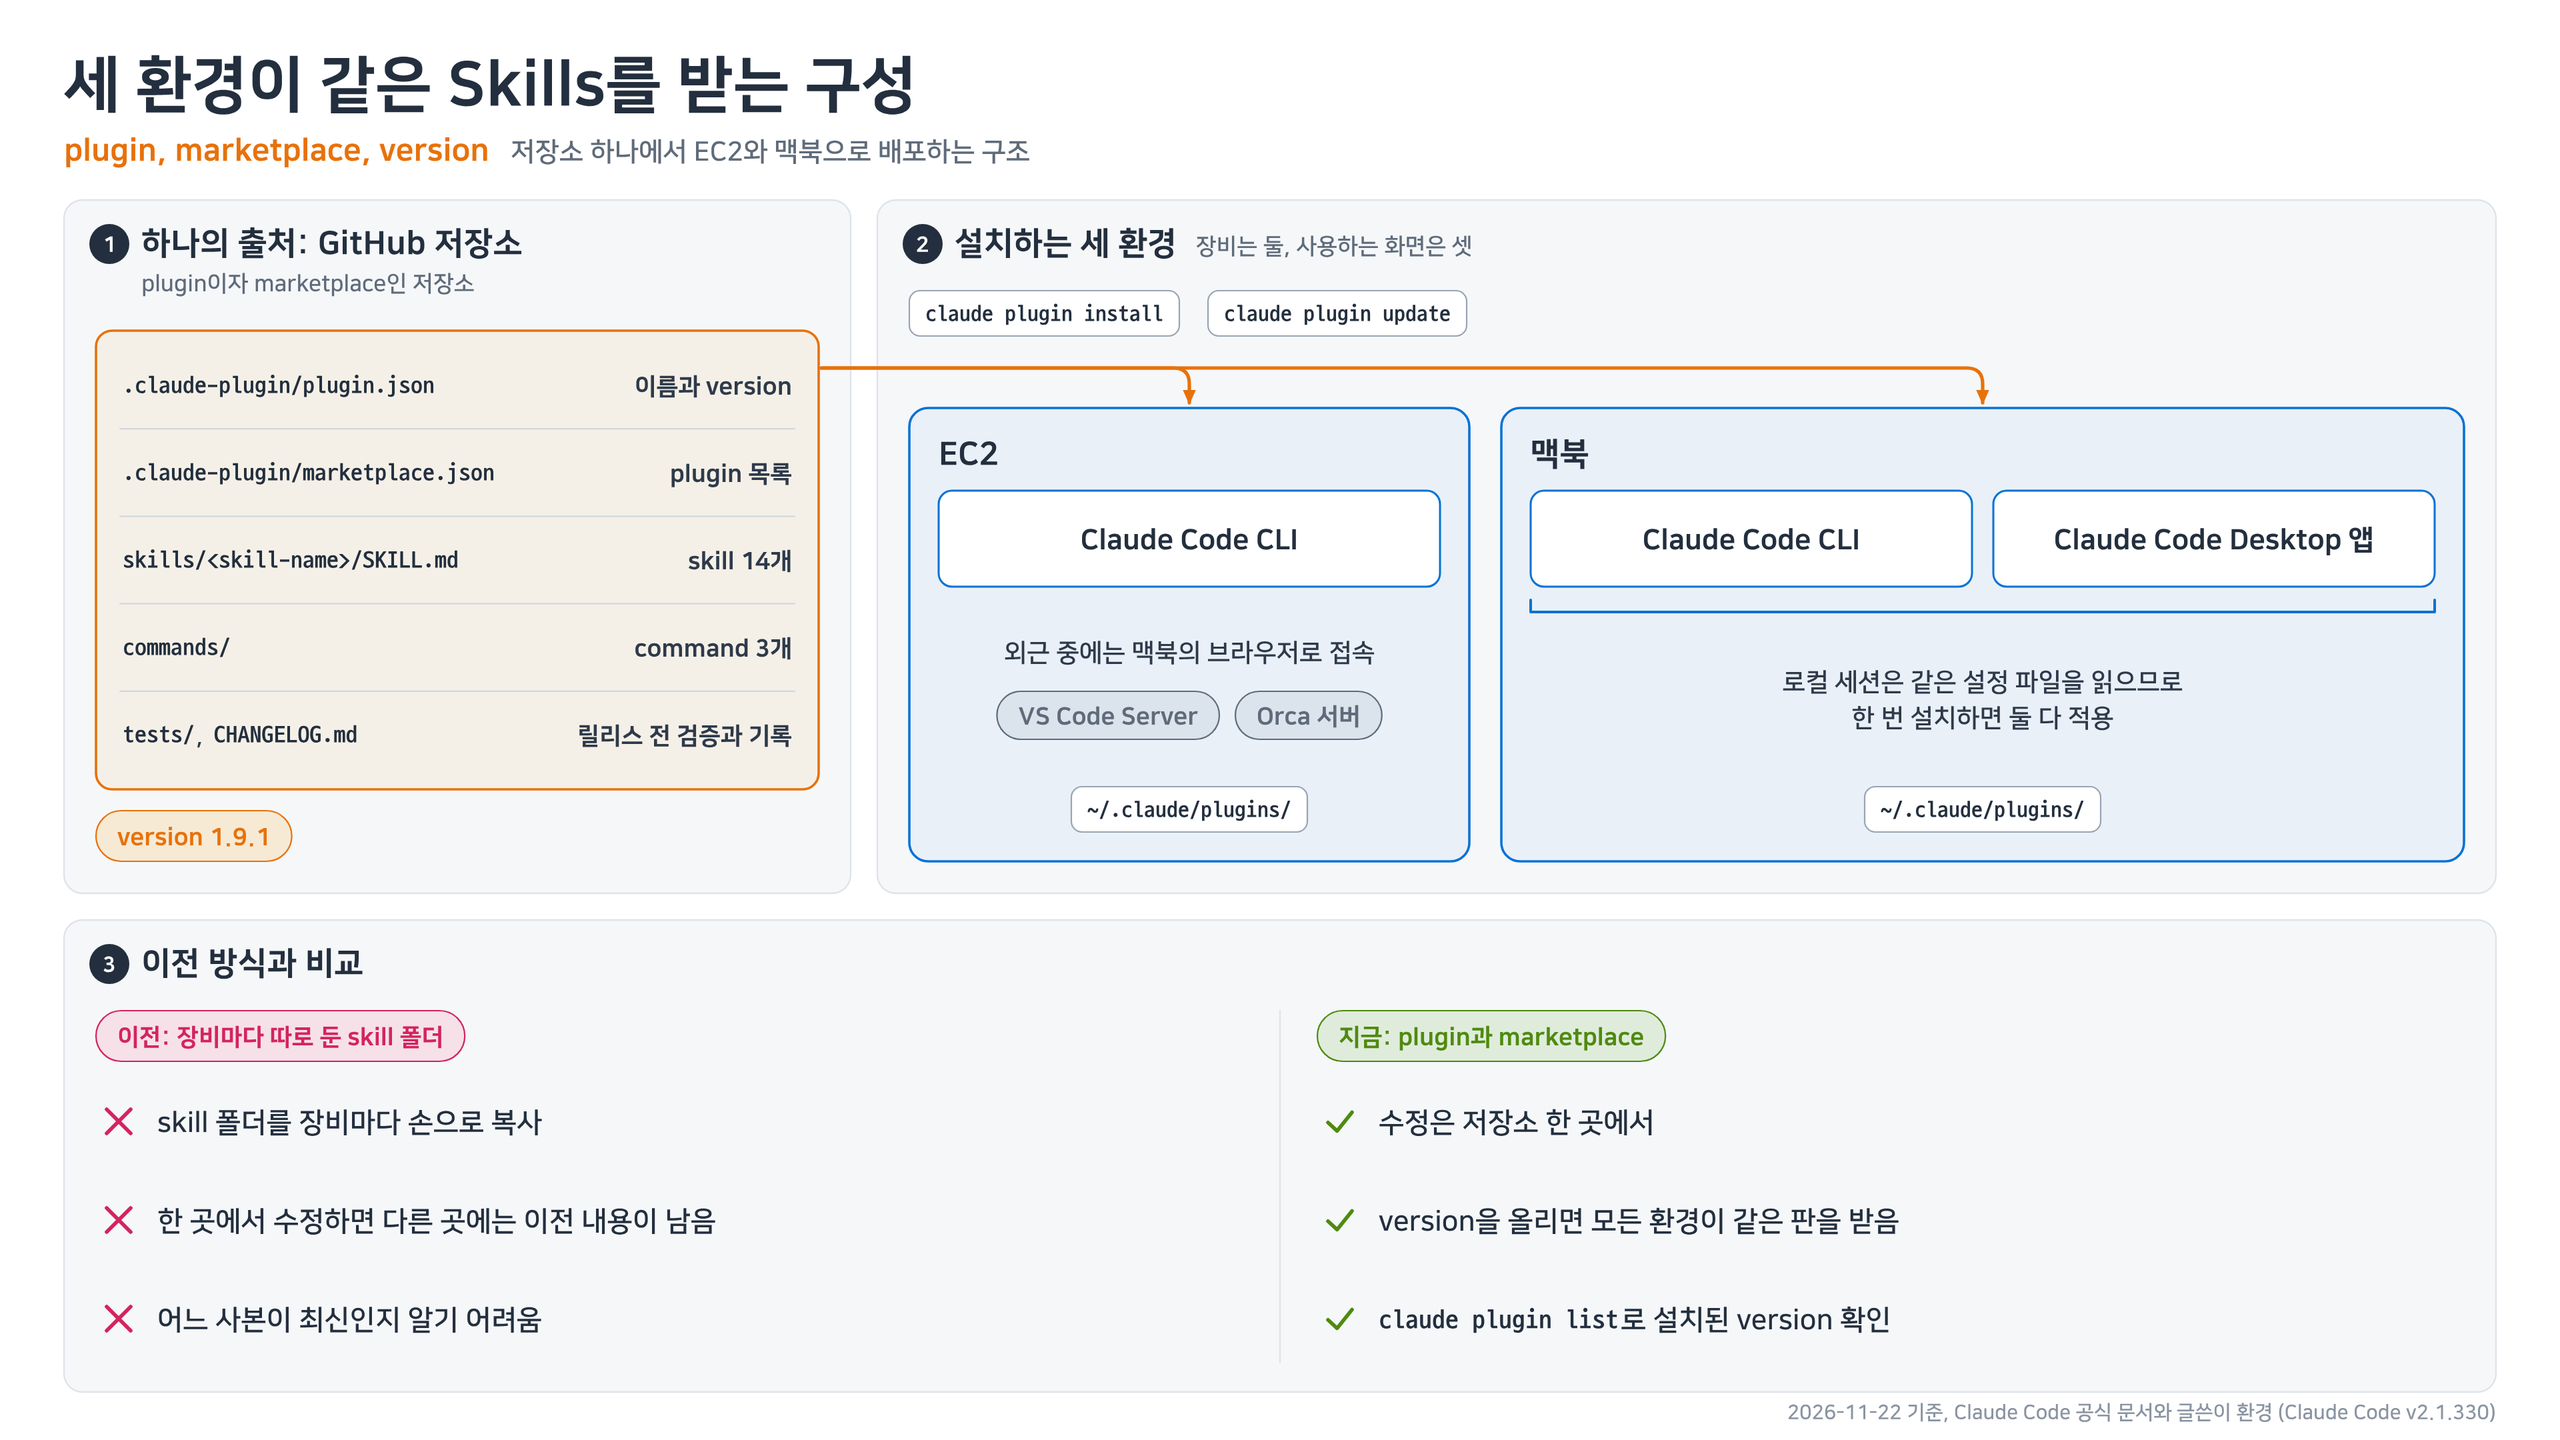 세 환경이 같은 Skills를 받는 구성
plugin, marketplace, version 저장소 하나에서 EC2와 맥북으로 배포하는 구조
1 하나의 출처: GitHub 저장소
plugin이자 marketplace인 저장소
.claude-plugin/plugin.json 이름과 version
.claude-plugin/marketplace.json plugin 목록
skills/<skill-name>/SKILL.md skill 14개
commands/ command 3개
tests/, CHANGELOG.md 릴리스 전 검증과 기록
version 1.9.1
2 설치하는 세 환경 장비는 둘, 사용하는 화면은 셋
claude plugin install claude plugin update
EC2
Claude Code CLI
외근 중에는 맥북의 브라우저로 접속
VS Code Server Orca 서버
~/.claude/plugins/
맥북
Claude Code CLI Claude Code Desktop 앱
로컬 세션은 같은 설정 파일을 읽으므로
한 번 설치하면 둘 다 적용
~/.claude/plugins/
3 이전 방식과 비교
이전: 장비마다 따로 둔 skill 폴더
skill 폴더를 장비마다 손으로 복사
한 곳에서 수정하면 다른 곳에는 이전 내용이 남음
어느 사본이 최신인지 알기 어려움
지금: plugin과 marketplace
수정은 저장소 한 곳에서
version을 올리면 모든 환경이 같은 판을 받음
claude plugin list로 설치된 version 확인
2026-11-22 기준, Claude Code 공식 문서와 글쓴이 환경 (Claude Code v2.1.330)